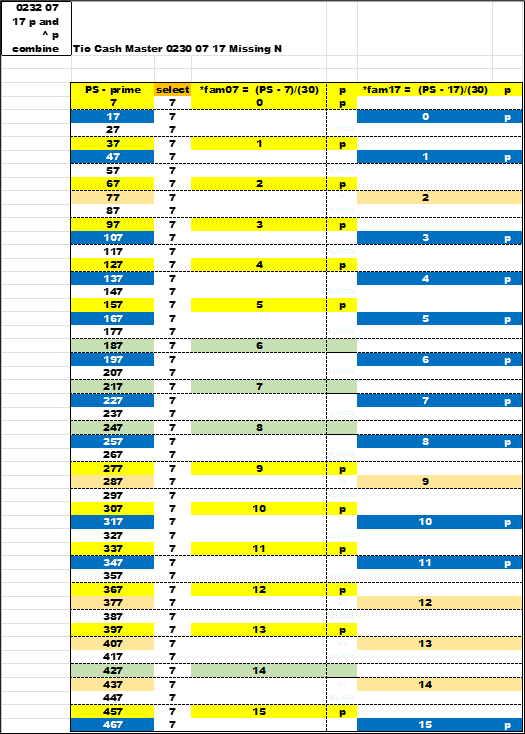 0232 07
17 p and
^ p
combine Tio Cash Master 0230 07 17 Missing N
PS - prime select *fam07 = (PS - 7)/(30) p *fam17 = (PS - 17)/(30) p
7 7 0 p
17 7 0 p
27 7
37 7 1 p
47 7 1 p
57 7
67 7 2 p
77 7 2
87 7
97 7 3 p
107 7 3 p
117 7
127 7 4 p
137 7 4 p
147 7
157 7 5 p
167 7 5 p
177 7
187 7 6
197 7 6 p
207 7
217 7 7
227 7 7 p
237 7
247 7 8
257 7 8 p
267 7
277 7 9 p
287 7 9
297 7
307 7 10 p
317 7 10 p
327 7
337 7 11 p
347 7 11 p
357 7
367 7 12 p
377 7 12
387 7
397 7 13 p
407 7 13
417 7
427 7 14
437 7 14
447 7
457 7 15 p
467 7 15 p